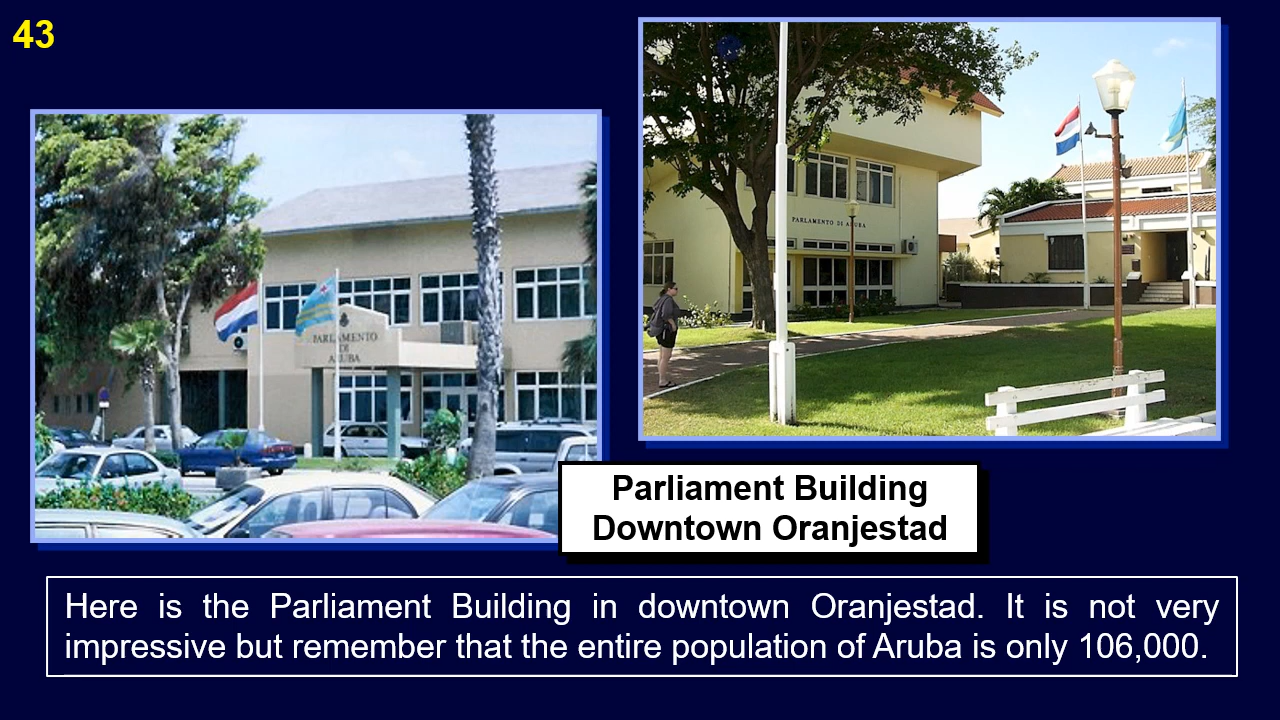 43
PARLAMENTO
DI
ARUBA
PARLAMENTO DI ARUBA
Parliament Building
Downtown Oranjestad
Here is the Parliament Building in downtown Oranjestad. It is not very
impressive but remember that the entire population of Aruba is only 106,000.